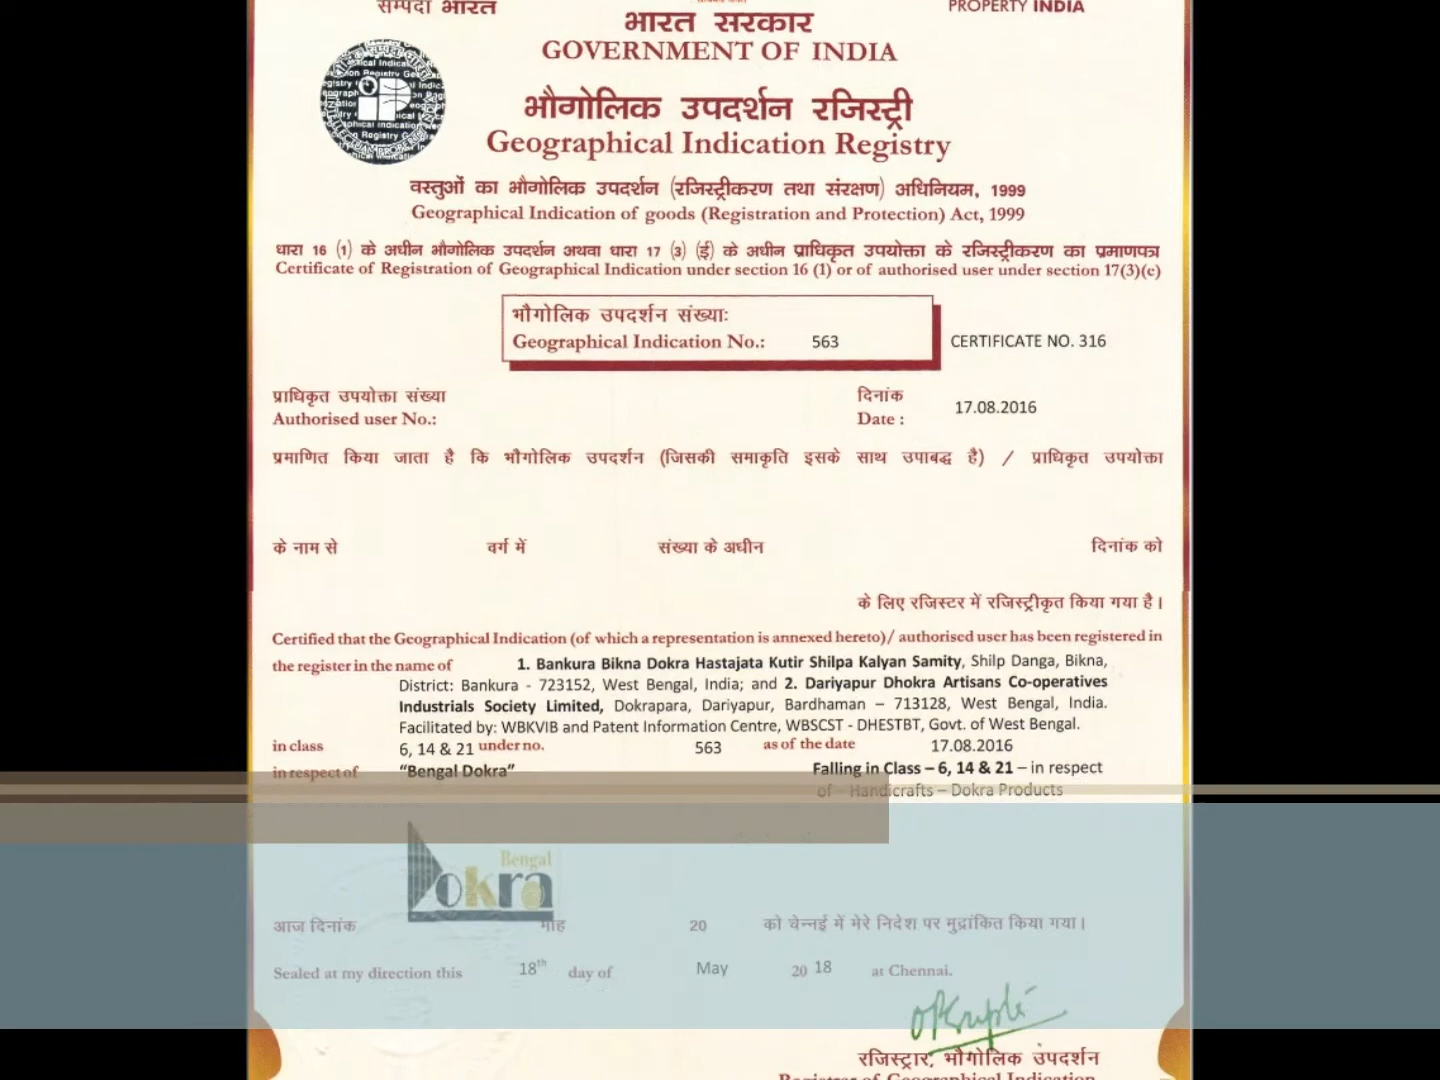 सम्पदा भारत
PROPERTY INDIA
भारत सरकार
GOVERNMENT OF INDIA
भौगोलिक उपदर्शन रजिस्ट्री
Geographical Indication Registry
वस्तुओं का भौगोलिक उपदर्शन (रजिस्ट्रीकरण तथा संरक्षण) अधिनियम, 1999
Geographical Indication of goods (Registration and Protection) Act, 1999
धारा 16 (1) के अधीन भौगोलिक उपदर्शन अथवा धारा 17 (3) (ई) के अधीन प्राधिकृत उपयोक्ता के रजिस्ट्रीकरण का प्रमाणपत्र
Certificate of Registration of Geographical Indication under section 16 (1) or of authorised user under section 17(3)(e)
भौगोलिक उपदर्शन संख्याः
Geographical Indication No.: 563 CERTIFICATE NO. 316
प्राधिकृत उपयोक्ता संख्या दिनांक
Authorised user No.: Date : 17.08.2016
प्रमाणित किया जाता है कि भौगोलिक उपदर्शन (जिसकी समाकृति इसके साथ उपाबद्ध है) / प्राधिकृत उपयोक्ता
के नाम से वर्ग में संख्या के अधीन दिनांक को
के लिए रजिस्टर में रजिस्ट्रीकृत किया गया है।
Certified that the Geographical Indication (of which a representation is annexed hereto)/ authorised user has been registered in
the register in the name of 1. Bankura Bikna Dokra Hastajata Kutir Shilpa Kalyan Samity, Shilp Danga, Bikna,
District: Bankura - 723152, West Bengal, India; and 2. Dariyapur Dhokra Artisans Co-operatives
Industrials Society Limited, Dokrapara, Dariyapur, Bardhaman – 713128, West Bengal, India.
Facilitated by: WBKVIB and Patent Information Centre, WBSCST - DHESTBT, Govt. of West Bengal.
in class 6, 14 & 21 under no. 563 as of the date 17.08.2016
in respect of "Bengal Dokra" Falling in Class – 6, 14 & 21 – in respect
of – Handicrafts – Dokra Products
Bengal
Dokra
आज दिनांक माह 20 को चेन्नई में मेरे निदेश पर मुद्रांकित किया गया।
Sealed at my direction this 18th day of May 20 18 at Chennai.
रजिस्ट्रार, भौगोलिक उपदर्शन
Registrar of Geographical Indication